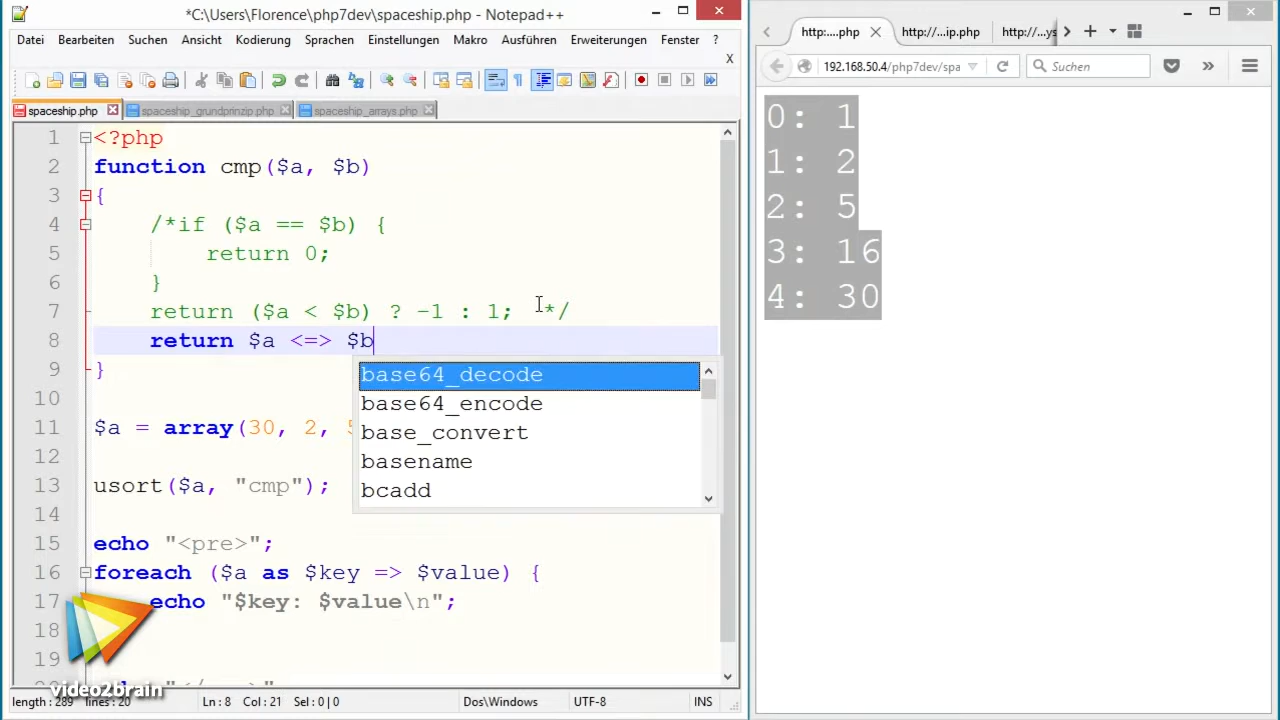 *C:\Users\Florence\php7dev\spaceship.php - Notepad++
Datei Bearbeiten Suchen Ansicht Kodierung Sprachen Einstellungen Makro Ausführen Erweiterungen Fenster ?
X
spaceship.php spaceship_grundprinzip.php spaceship_arrays.php
1 <?php
2 function cmp($a, $b)
3 {
4 /*if ($a == $b) {
5 return 0;
6 }
7 return ($a < $b) ? -1 : 1; */
8 return $a <=> $b
base64_decode
base64_encode
base_convert
basename
bcadd
9 }
10
11 $a = array(30, 2, 5
12
13 usort($a, "cmp");
14
15 echo "<pre>";
16 foreach ($a as $key => $value) {
17 echo "$key: $value\n";
18
19
video2brain
length : 289 lines : 20 Ln : 8 Col : 21 Sel : 0 | 0 Dos\Windows UTF-8 INS
http:....php http://...ip.php http://...ys
192.168.50.4/php7dev/spa Suchen
0: 1
1: 2
2: 5
3: 16
4: 30